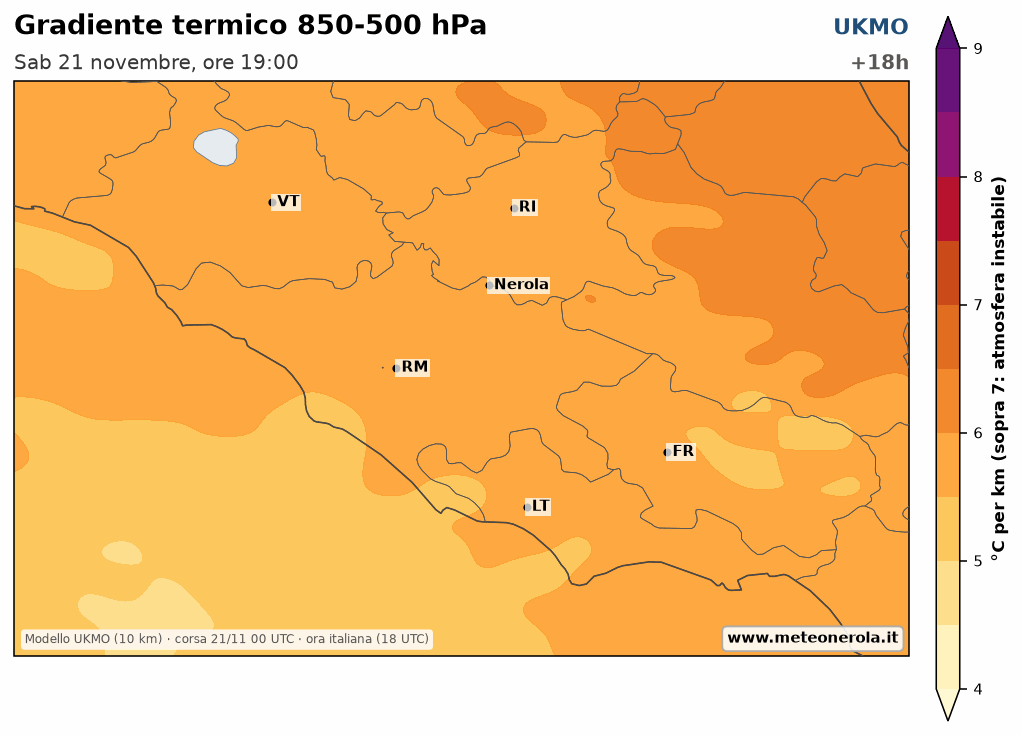 Gradiente termico 850-500 hPa
UKMO
Sab 21 novembre, ore 19:00
+18h
VT
RI
Nerola
RM
FR
LT
9
8
7
6
5
4
°C per km (sopra 7: atmosfera instabile)
Modello UKMO (10 km) · corsa 21/11 00 UTC · ora italiana (18 UTC)
www.meteonerola.it